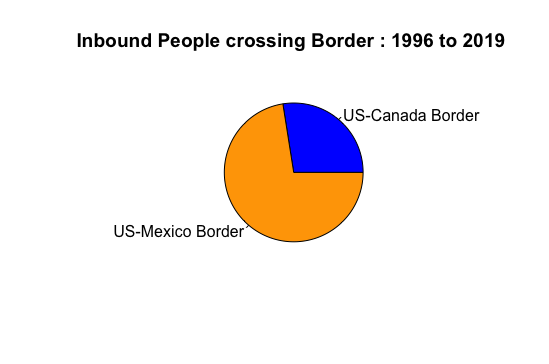 Inbound People crossing Border : 1996 to 2019
US-Canada Border
US-Mexico Border